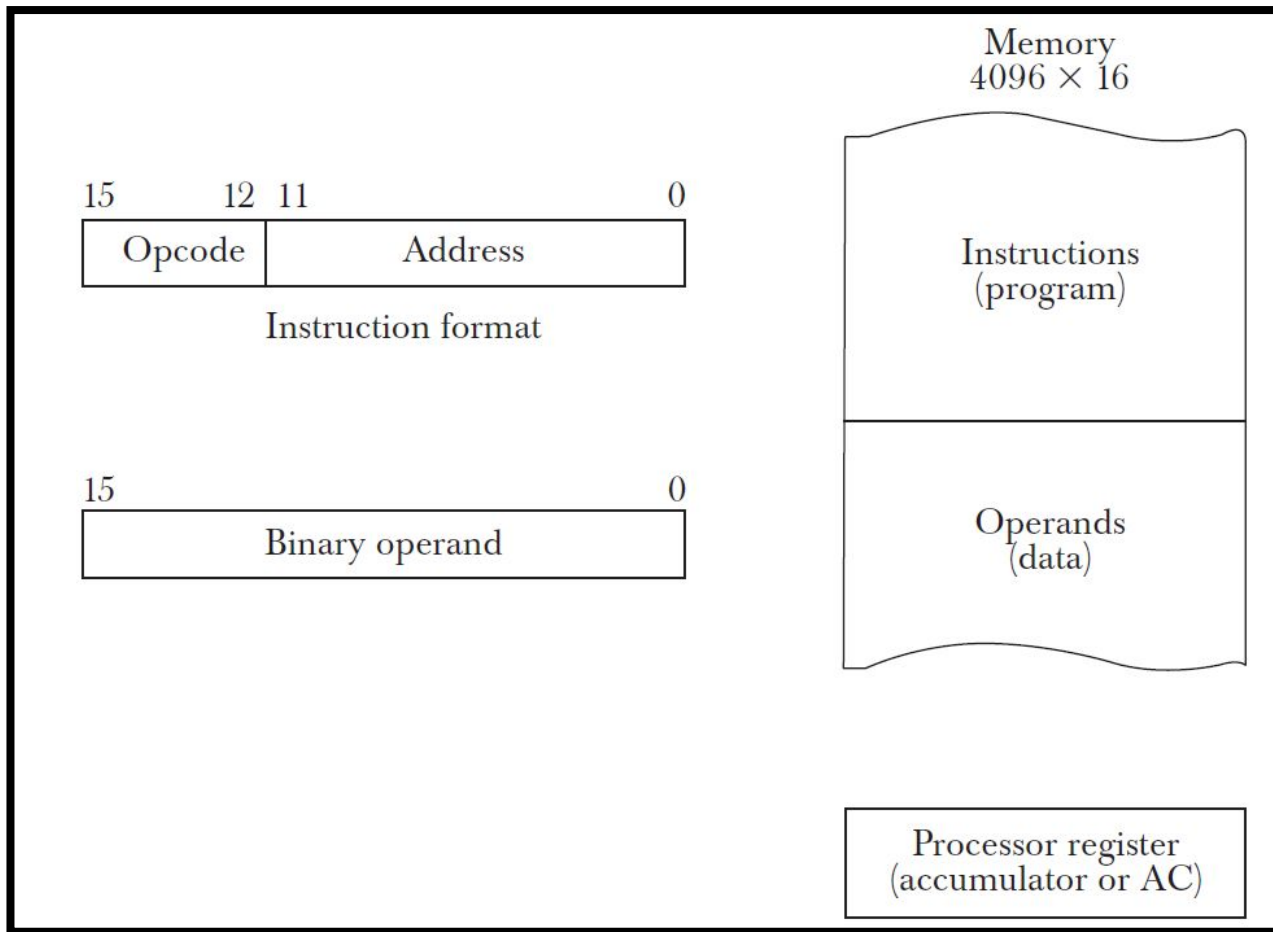 Memory
4096 × 16
15 12 11 0
Opcode Address
Instruction format
Instructions
(program)
15 0
Binary operand
Operands
(data)
Processor register
(accumulator or AC)